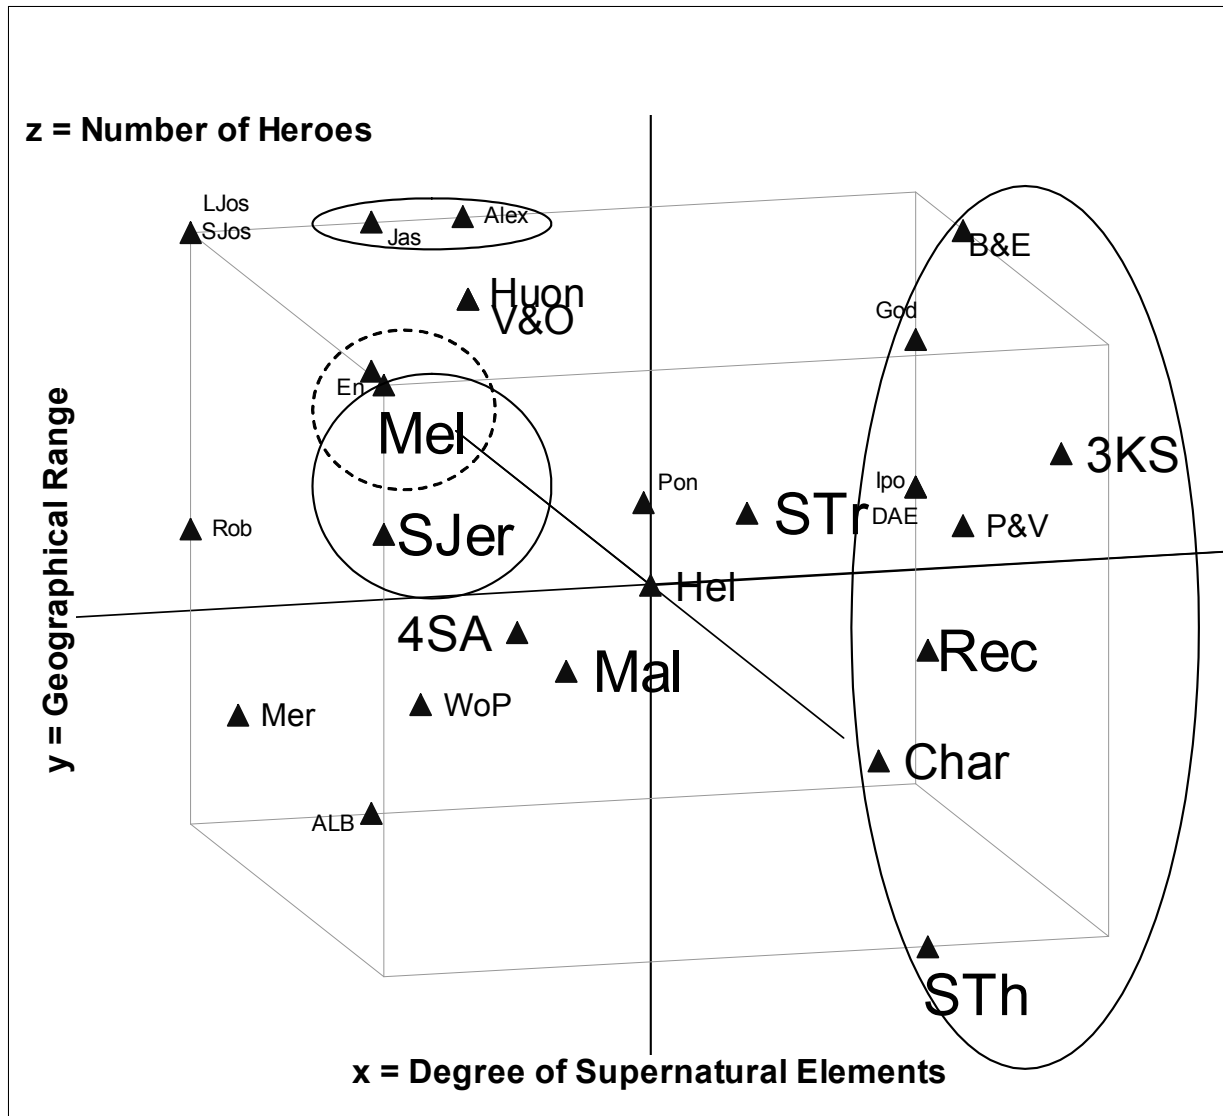 z = Number of Heroes
LJos
SJos
Jas
Alex
B&E
Huon
V&O
God
En
Mel
3KS
Pon
Ipo
STr
DAE
P&V
Rob
SJer
Hel
4SA
Mal
Rec
WoP
Mer
Char
ALB
STh
y = Geographical Range
x = Degree of Supernatural Elements